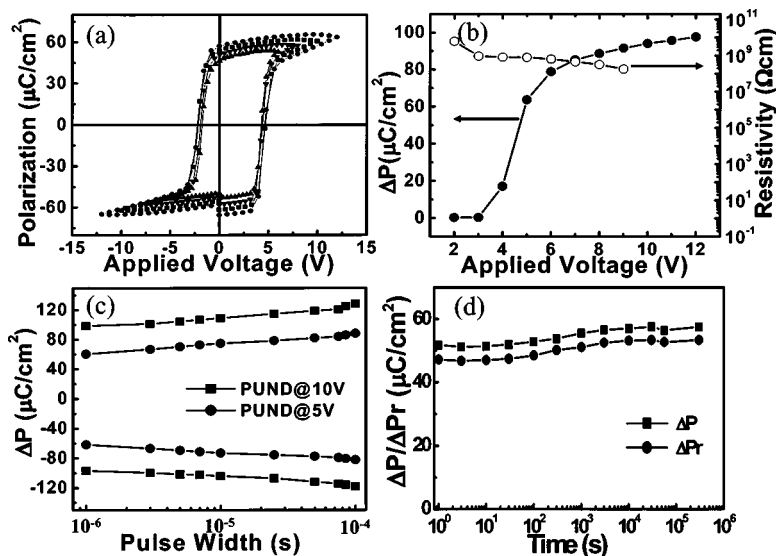 (a)
Polarization (μC/cm²)
60
30
0
-30
-60
-15 -10 -5 0 5 10 15
Applied Voltage (V)
(b)
ΔP(μC/cm²)
100
80
60
40
20
0
2 4 6 8 10 12
Applied Voltage (V)
10¹¹
10⁹
10⁷
10⁵
10³
10¹
10⁻¹
Resistivity (Ωcm)
(c)
ΔP (μC/cm²)
120
80
40
0
-40
-80
-120
PUND@10V
PUND@5V
10⁻⁶ 10⁻⁵ 10⁻⁴
Pulse Width (s)
(d)
ΔP/ΔPr (μC/cm²)
80
60
40
20
0
ΔP
ΔPr
10⁰ 10¹ 10² 10³ 10⁴ 10⁵ 10⁶
Time (s)